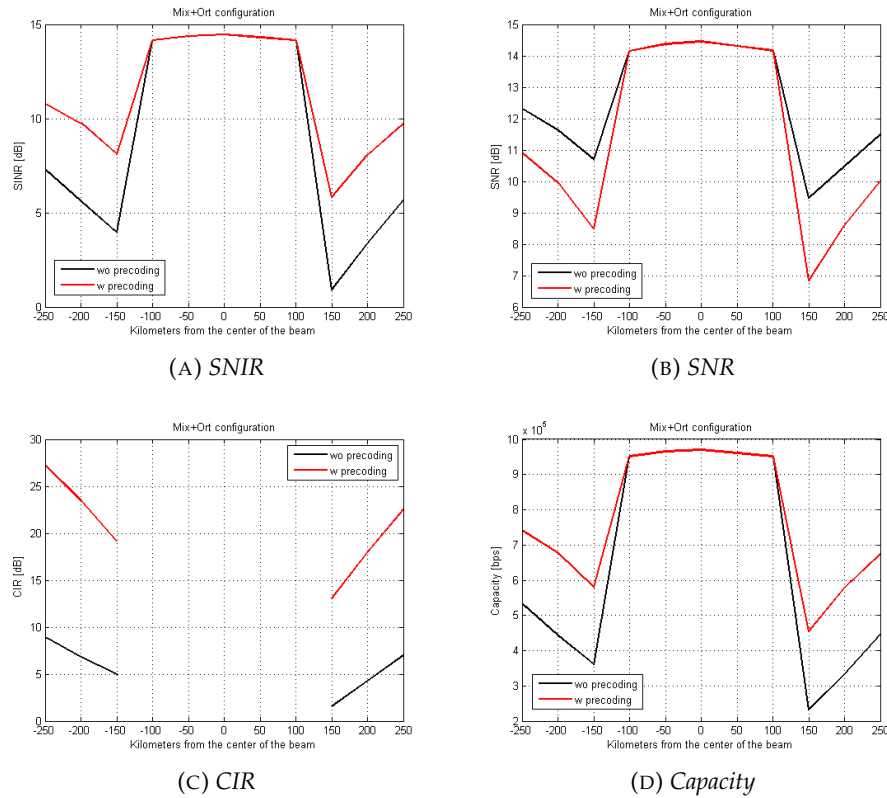 Mix+Ort configuration
15
10
5
0
SINR [dB]
wo precoding
w precoding
-250 -200 -150 -100 -50 0 50 100 150 200 250
Kilometers from the center of the beam
(A) SNIR
Mix+Ort configuration
15
14
13
12
11
10
9
8
7
6
SNR [dB]
wo precoding
w precoding
-250 -200 -150 -100 -50 0 50 100 150 200 250
Kilometers from the center of the beam
(B) SNR
Mix+Ort configuration
30
25
20
15
10
5
0
CIR [dB]
wo precoding
w precoding
-250 -200 -150 -100 -50 0 50 100 150 200 250
Kilometers from the center of the beam
(C) CIR
Mix+Ort configuration
10
9
8
7
6
5
4
3
2
Capacity [bps]
wo precoding
w precoding
-250 -200 -150 -100 -50 0 50 100 150 200 250
Kilometers from the center of the beam
(D) Capacity